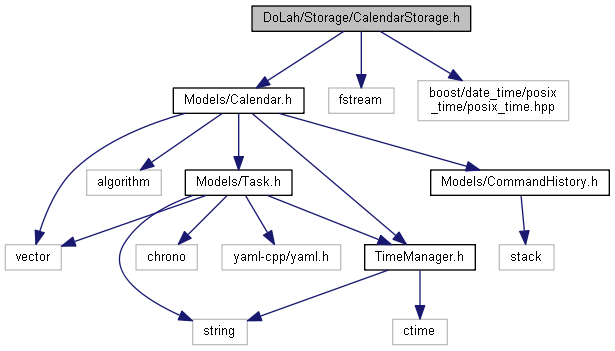 DoLah/Storage/CalendarStorage.h
Models/Calendar.h
fstream
boost/date_time/posix
_time/posix_time.hpp
algorithm
Models/Task.h
Models/CommandHistory.h
vector
chrono
yaml-cpp/yaml.h
TimeManager.h
stack
string
ctime